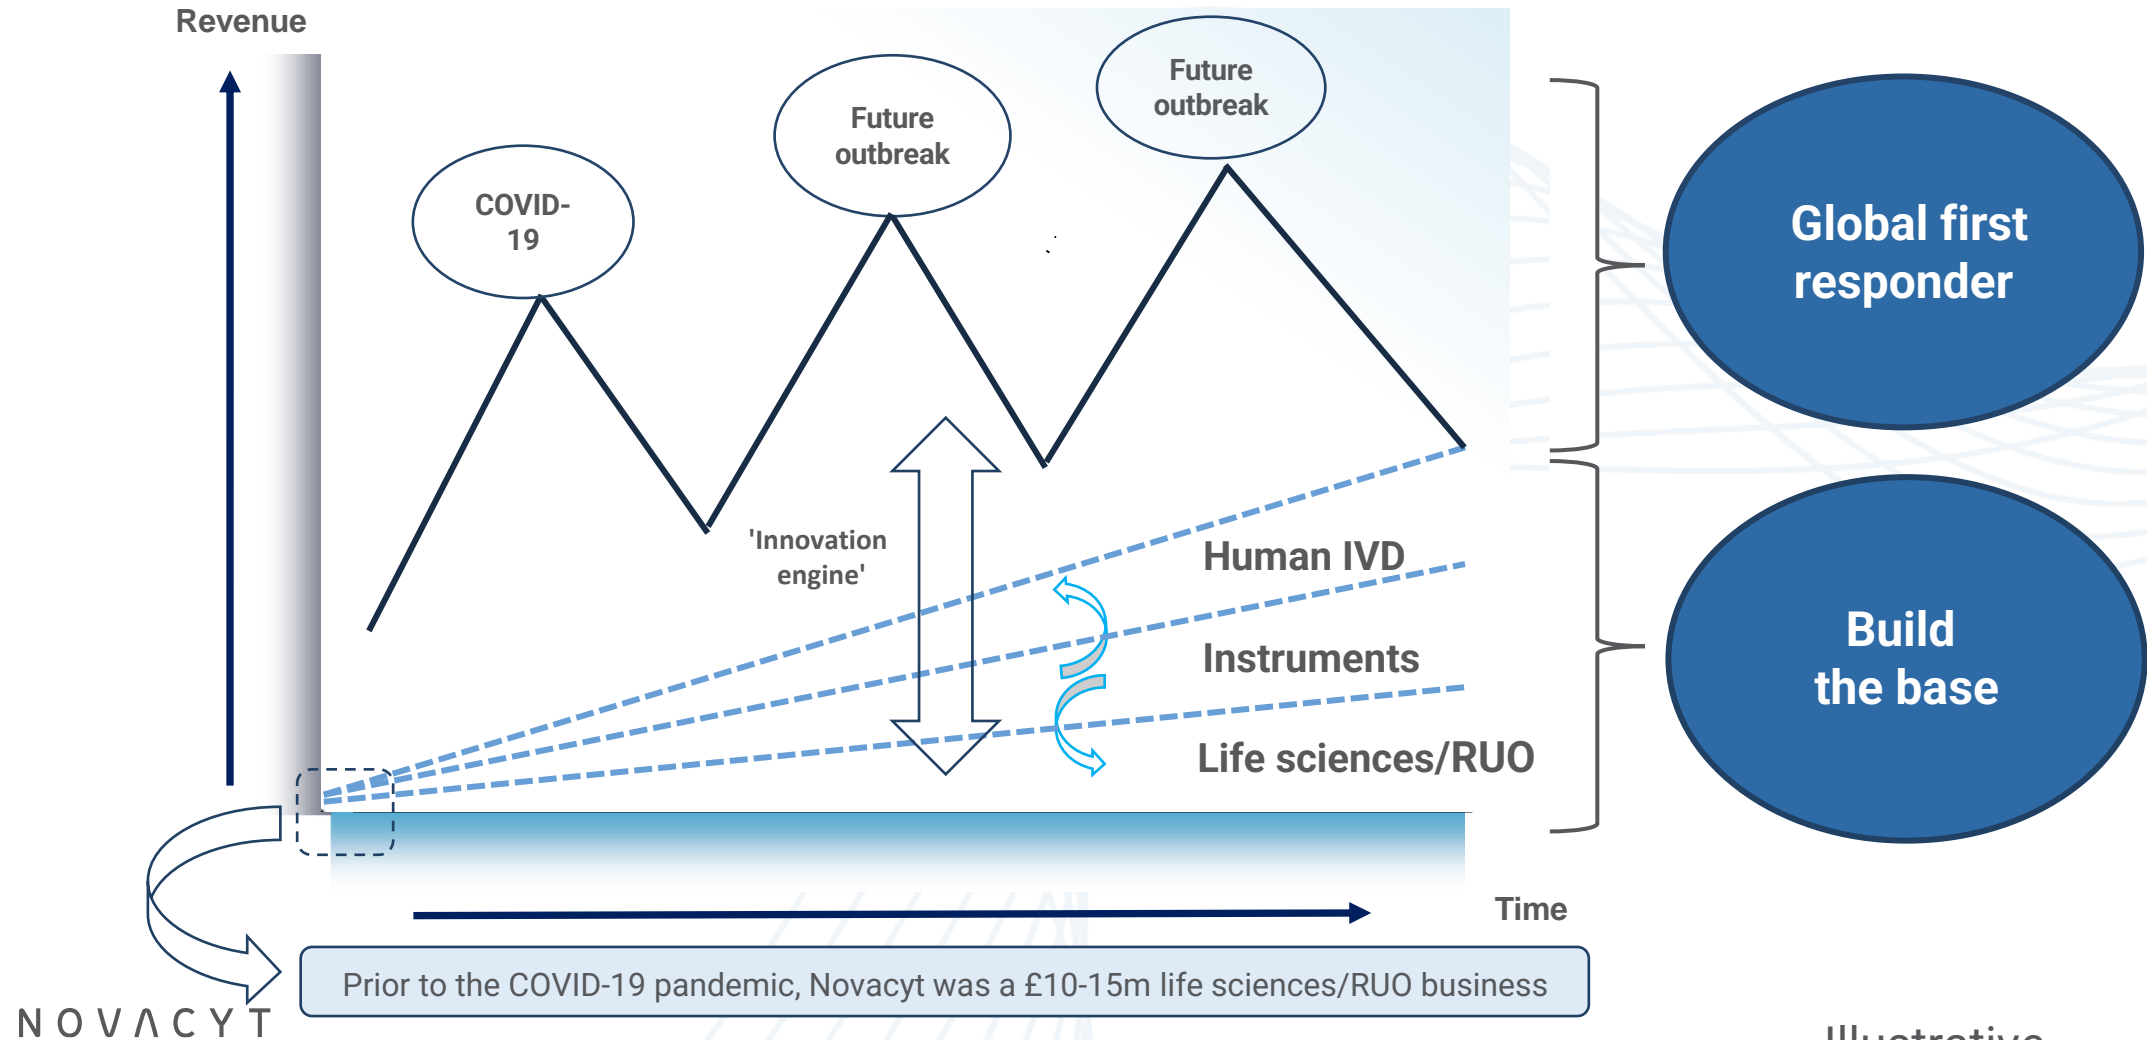 Revenue
COVID-
19
Future
outbreak
Future
outbreak
Global first
responder
'Innovation
engine'
Human IVD
Instruments
Life sciences/RUO
Build
the base
Time
Prior to the COVID-19 pandemic, Novacyt was a £10-15m life sciences/RUO business
NOVACYT
Illustrative